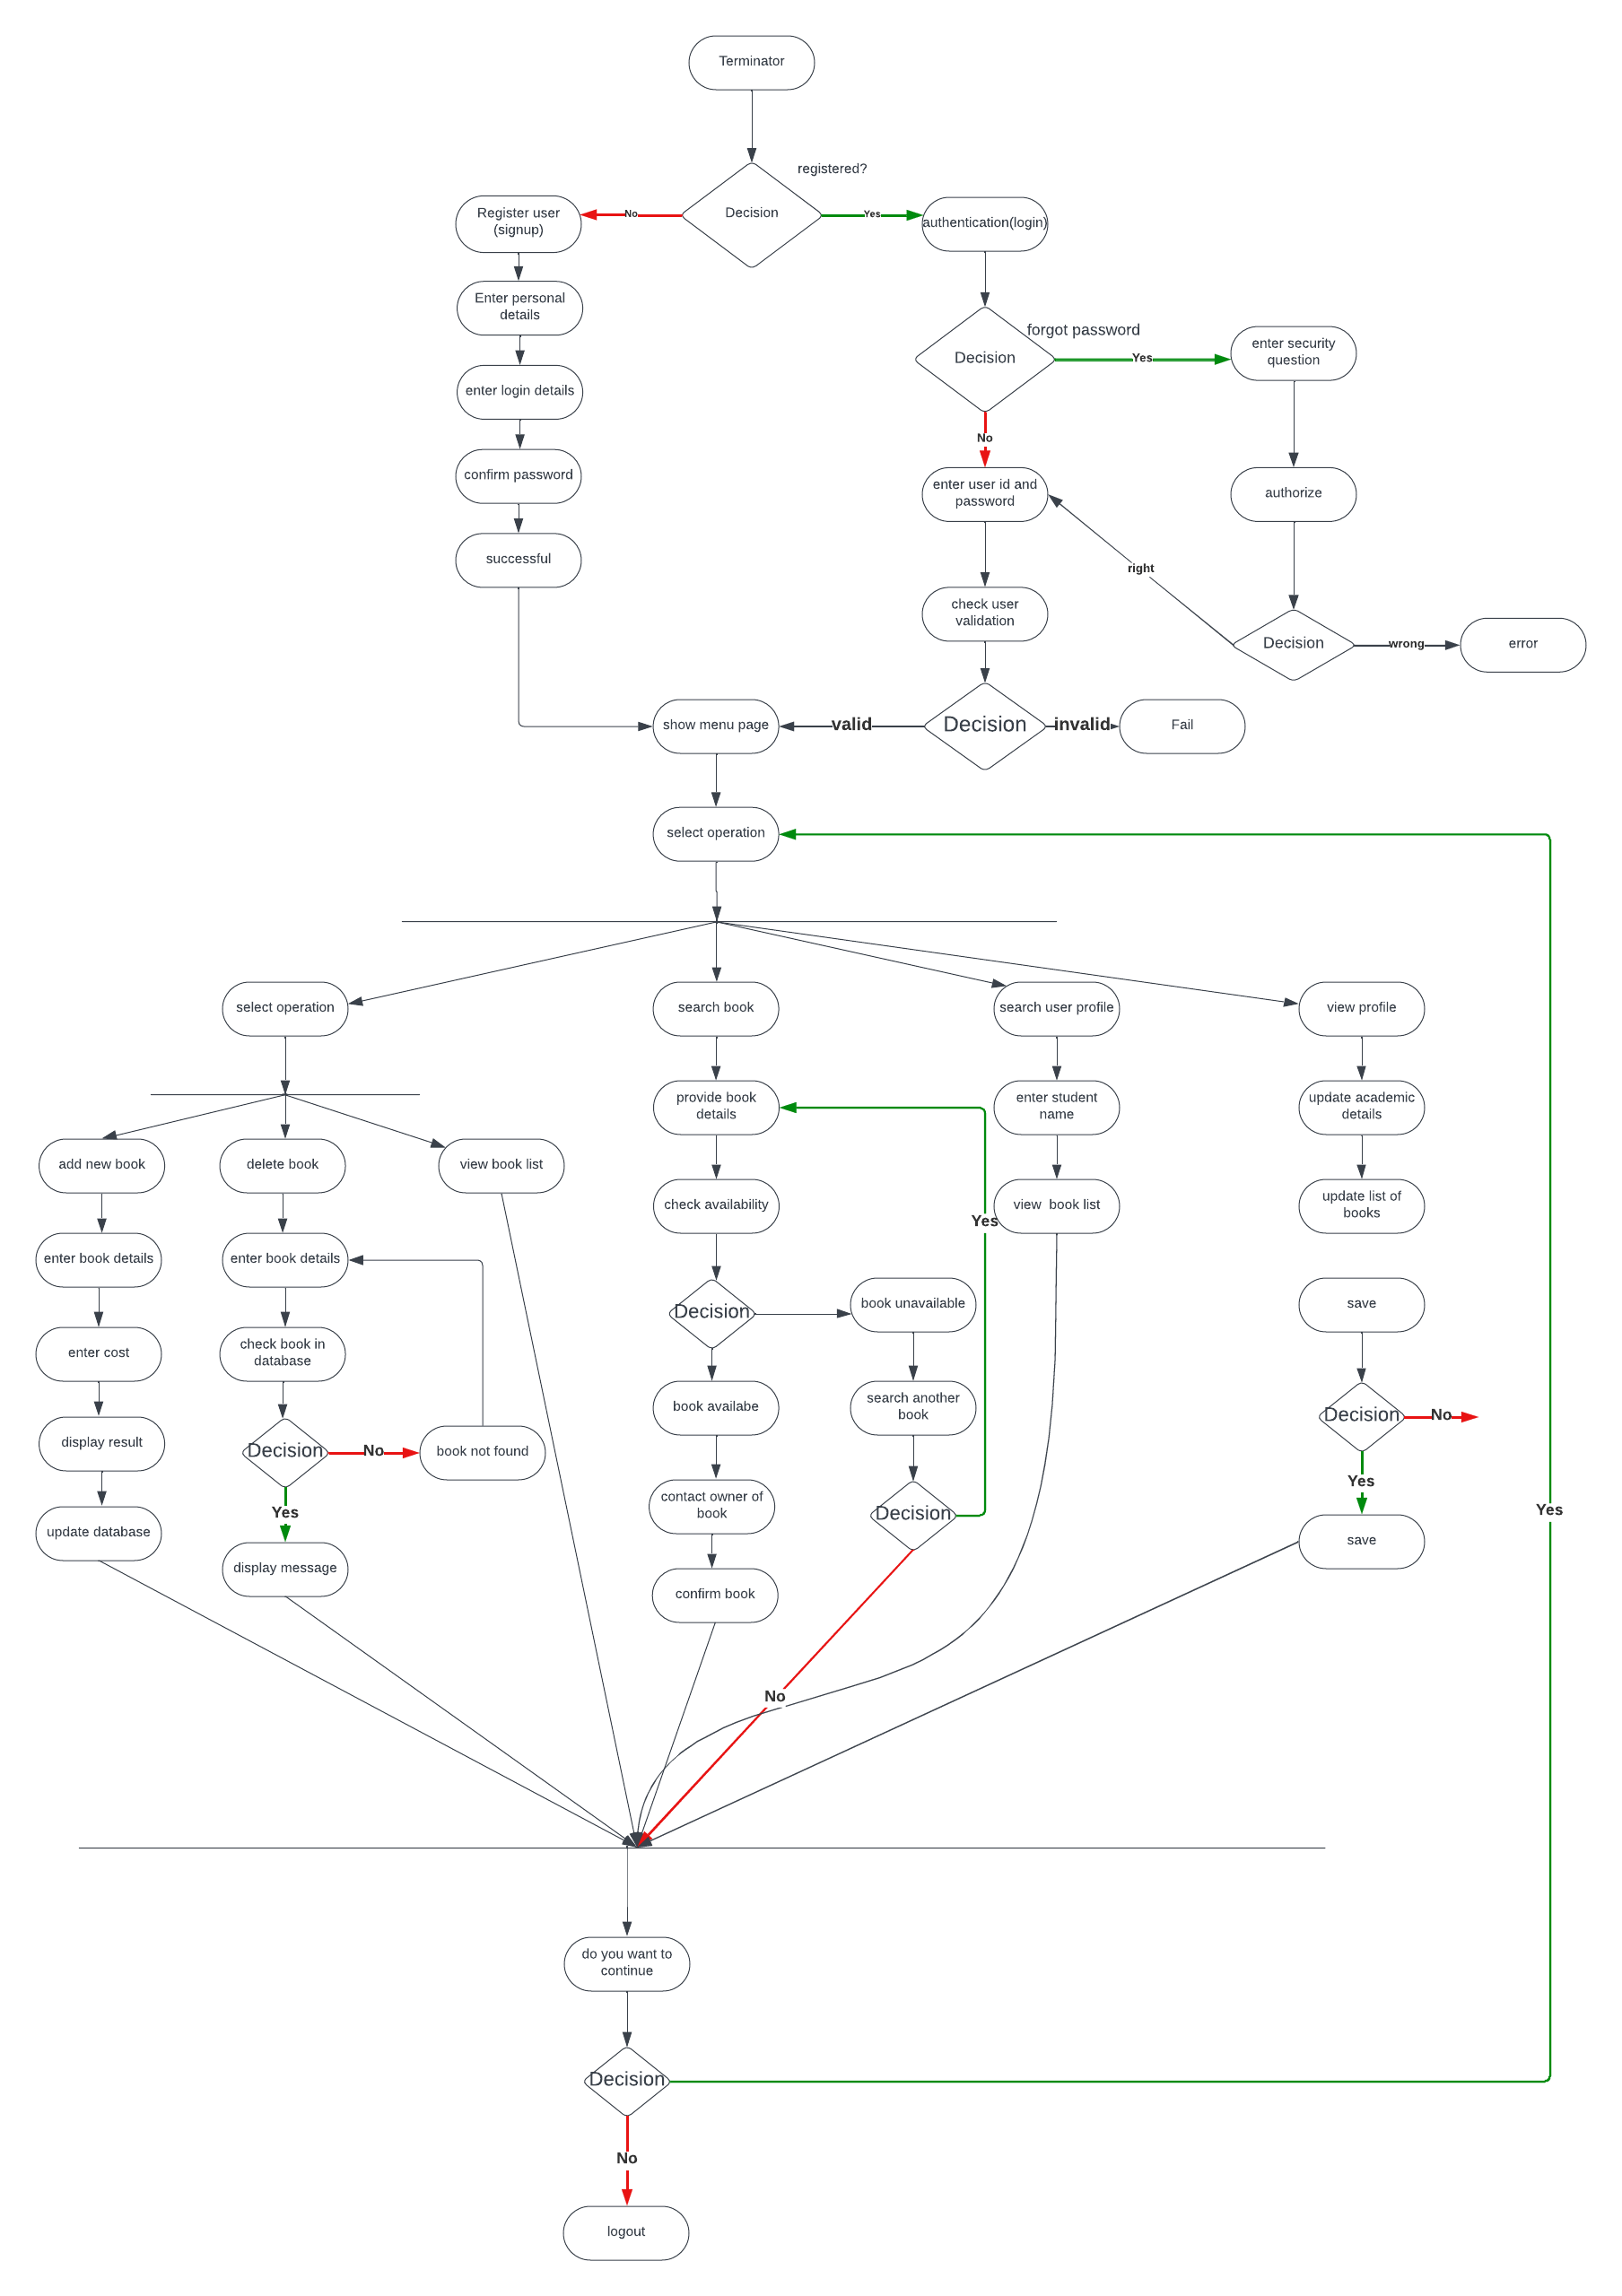 Terminator
registered?
Decision
No
Yes
Register user
(signup)
authentication(login)
Enter personal
details
forgot password
Decision
Yes
enter security
question
enter login details
No
confirm password
enter user id and
password
authorize
successful
right
check user
validation
Decision
wrong
error
show menu page
valid
Decision
invalid
Fail
select operation
select operation
search book
search user profile
view profile
provide book
details
enter student
name
update academic
details
add new book
delete book
view book list
check availability
view  book list
update list of
books
Yes
enter book details
enter book details
Decision
book unavailable
save
enter cost
check book in
database
book availabe
search another
book
Decision
No
display result
Decision
No
book not found
Yes
contact owner of
book
Decision
Yes
Yes
update database
save
display message
confirm book
No
do you want to
continue
Decision
No
logout